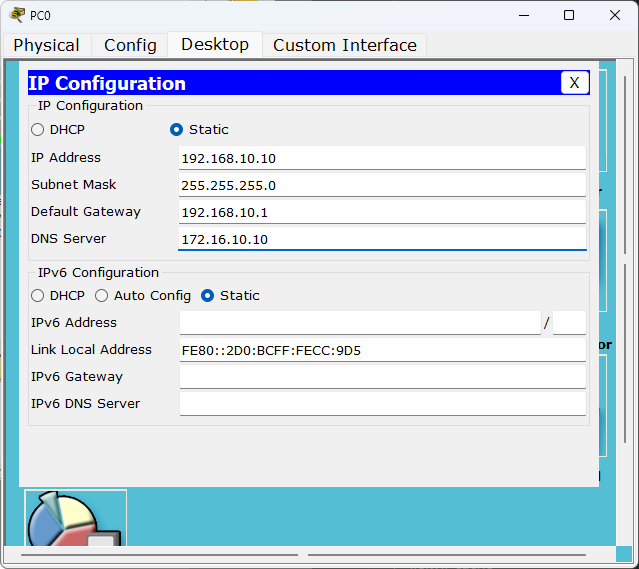 PC0
Physical Config Desktop Custom Interface
IP Configuration X
IP Configuration
DHCP Static
IP Address 192.168.10.10
Subnet Mask 255.255.255.0
Default Gateway 192.168.10.1
DNS Server 172.16.10.10
IPv6 Configuration
DHCP Auto Config Static
IPv6 Address /
Link Local Address FE80::2D0:BCFF:FECC:9D5
IPv6 Gateway
IPv6 DNS Server